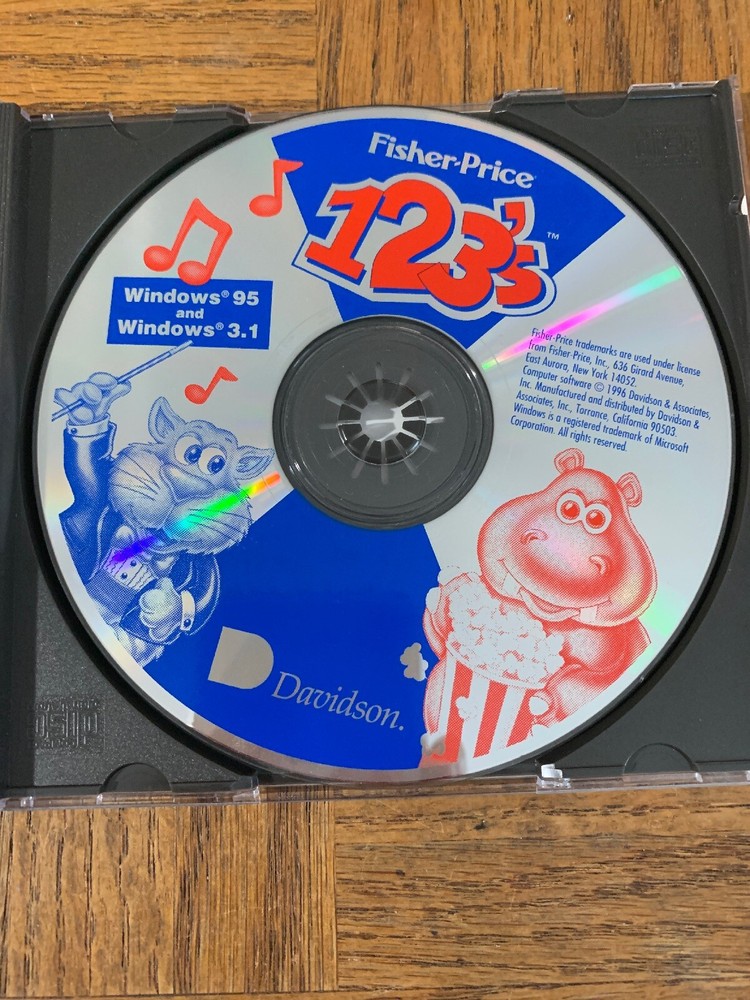 Fisher-Price
123's™
Windows® 95
and
Windows® 3.1
Fisher-Price trademarks are used under license
from Fisher-Price, Inc., 636 Girard Avenue,
East Aurora, New York 14052.
Computer software © 1996 Davidson & Associates,
Inc. Manufactured and distributed by Davidson &
Associates, Inc., Torrance, California 90503.
Windows is a registered trademark of Microsoft
Corporation. All rights reserved.
Davidson.